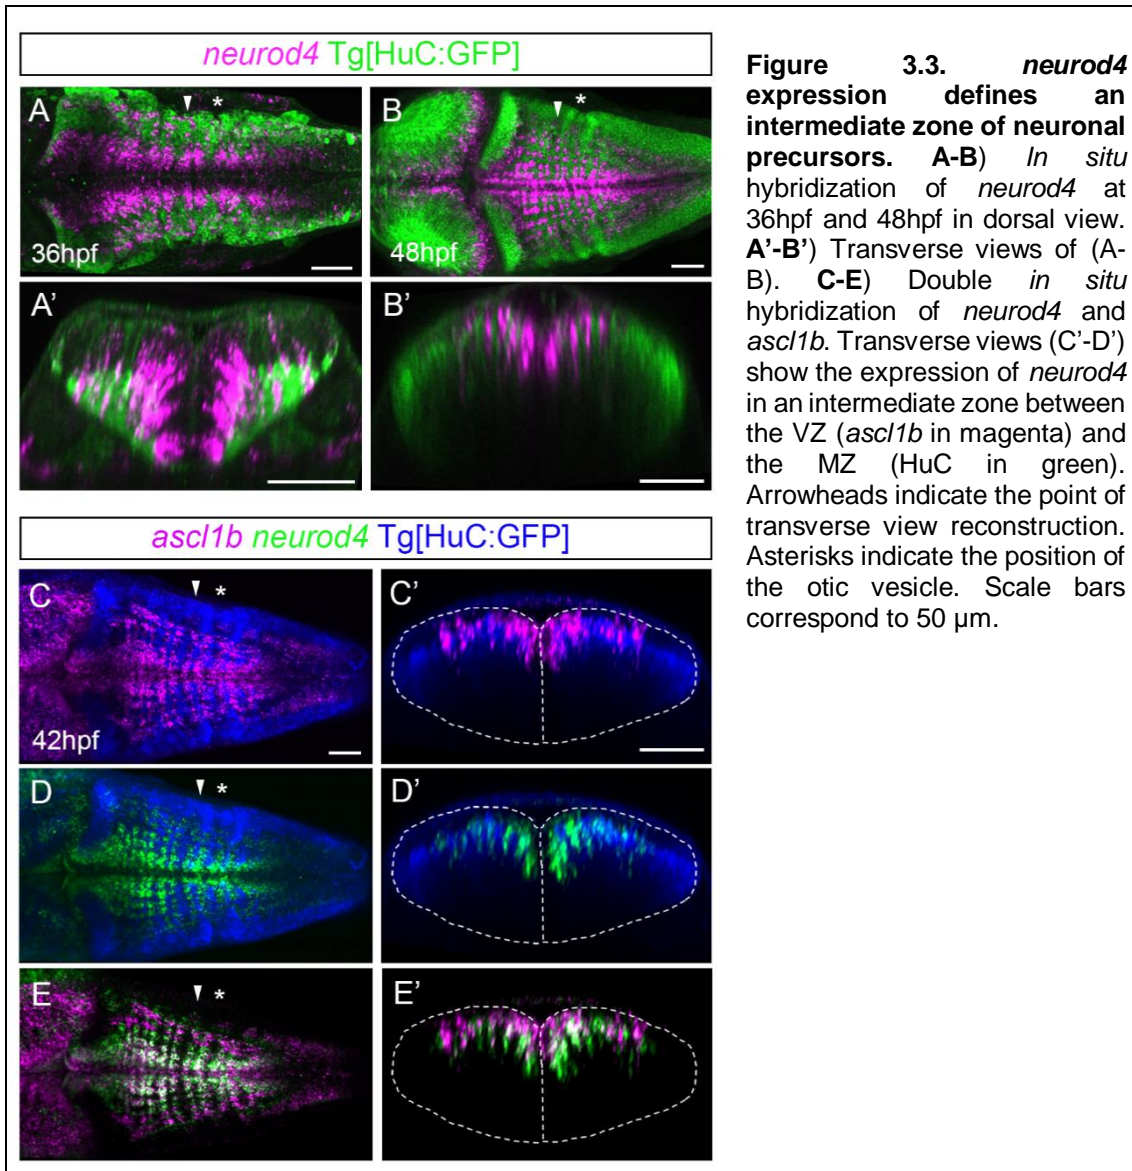 neurod4 Tg[HuC:GFP]
A
*
36hpf
B
*
48hpf
A'
B'
ascl1b neurod4 Tg[HuC:GFP]
C
*
42hpf
C'
D
*
D'
E
*
E'
Figure 3.3. neurod4
expression defines an
intermediate zone of neuronal
precursors. A-B) In situ
hybridization of neurod4 at
36hpf and 48hpf in dorsal view.
A'-B') Transverse views of (A-
B). C-E) Double in situ
hybridization of neurod4 and
ascl1b. Transverse views (C'-D')
show the expression of neurod4
in an intermediate zone between
the VZ (ascl1b in magenta) and
the MZ (HuC in green).
Arrowheads indicate the point of
transverse view reconstruction.
Asterisks indicate the position of
the otic vesicle. Scale bars
correspond to 50 µm.